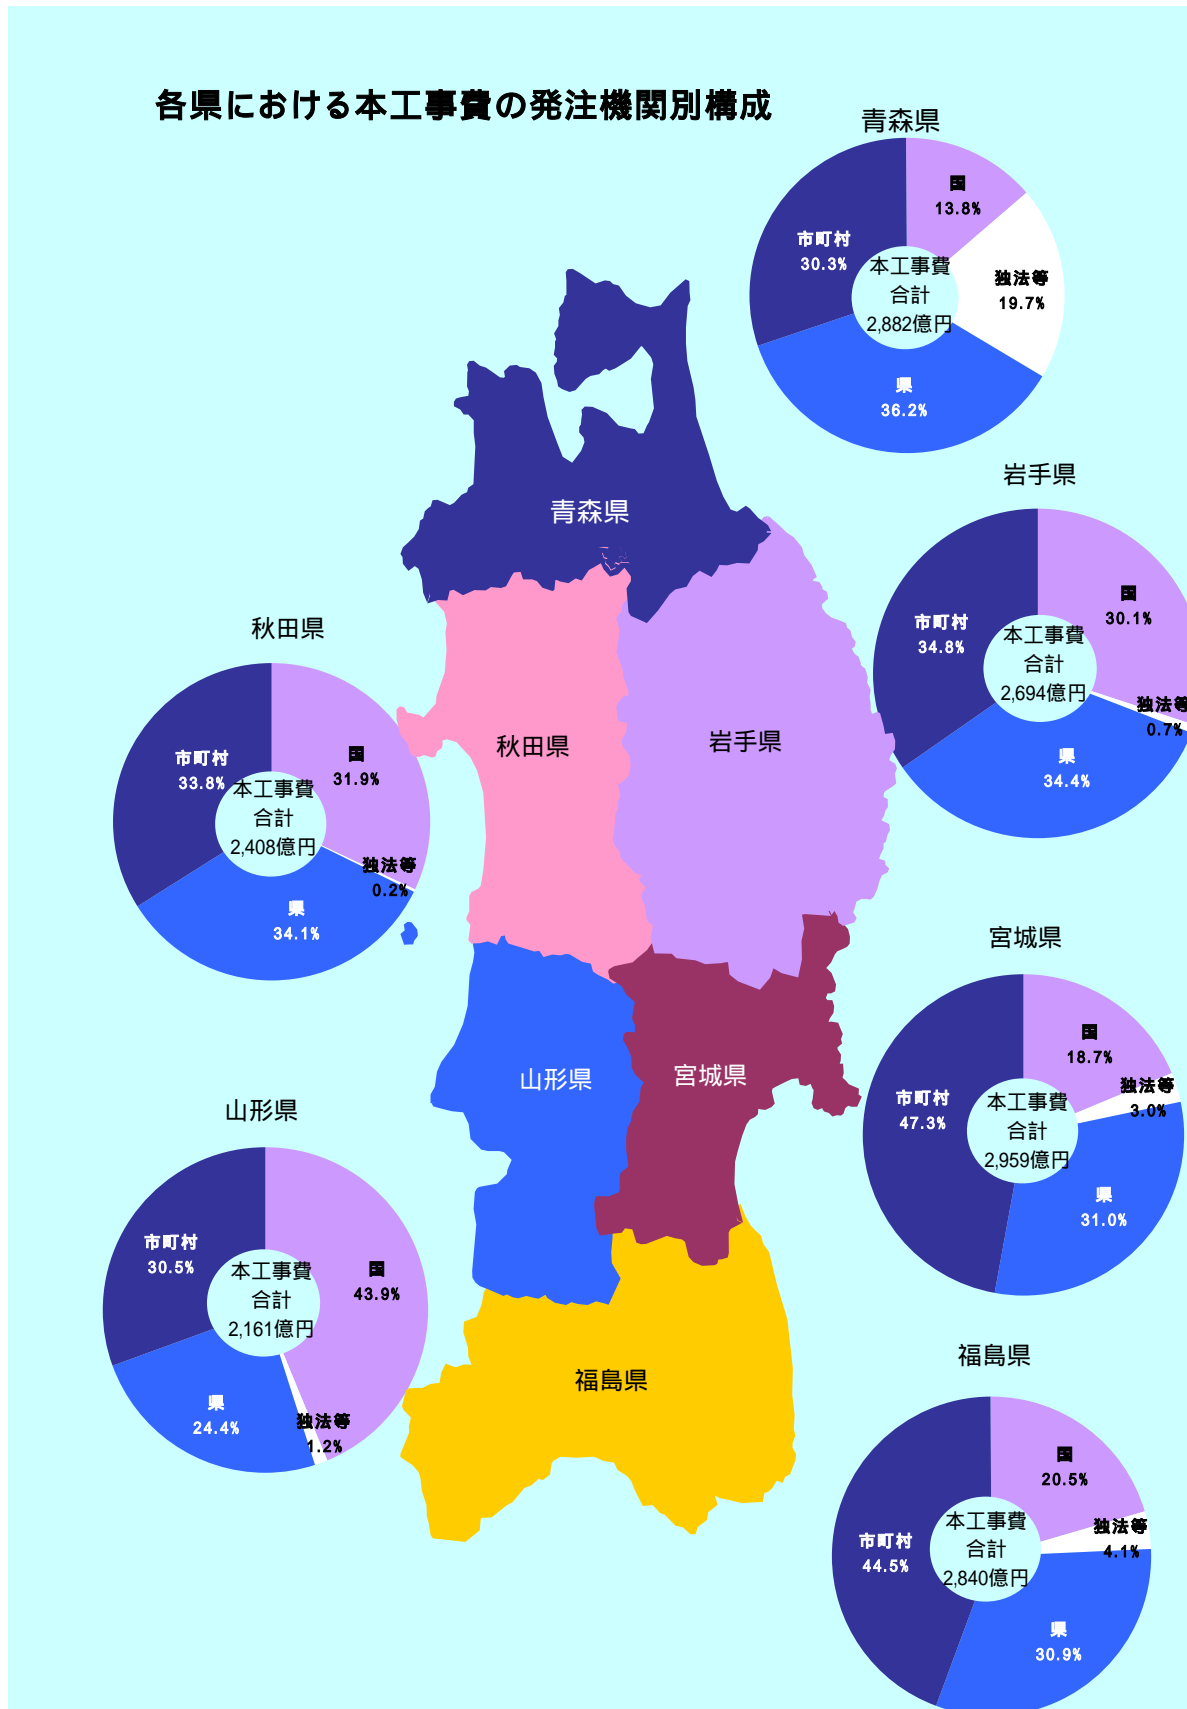 各県における本工事費の発注機関別構成
青森県
国
13.8%
市町村
30.3%
独法等
19.7%
本工事費
合計
2,882億円
県
36.2%
岩手県
国
30.1%
市町村
34.8%
本工事費
合計
2,694億円
独法等
0.7%
県
34.4%
青森県
秋田県
国
31.9%
市町村
33.8%
本工事費
合計
2,408億円
独法等
0.2%
県
34.1%
秋田県
岩手県
宮城県
国
18.7%
独法等
3.0%
市町村
47.3%
本工事費
合計
2,959億円
県
31.0%
山形県
宮城県
山形県
市町村
30.5%
国
43.9%
本工事費
合計
2,161億円
県
24.4%
独法等
1.2%
福島県
福島県
国
20.5%
独法等
4.1%
市町村
44.5%
本工事費
合計
2,840億円
県
30.9%